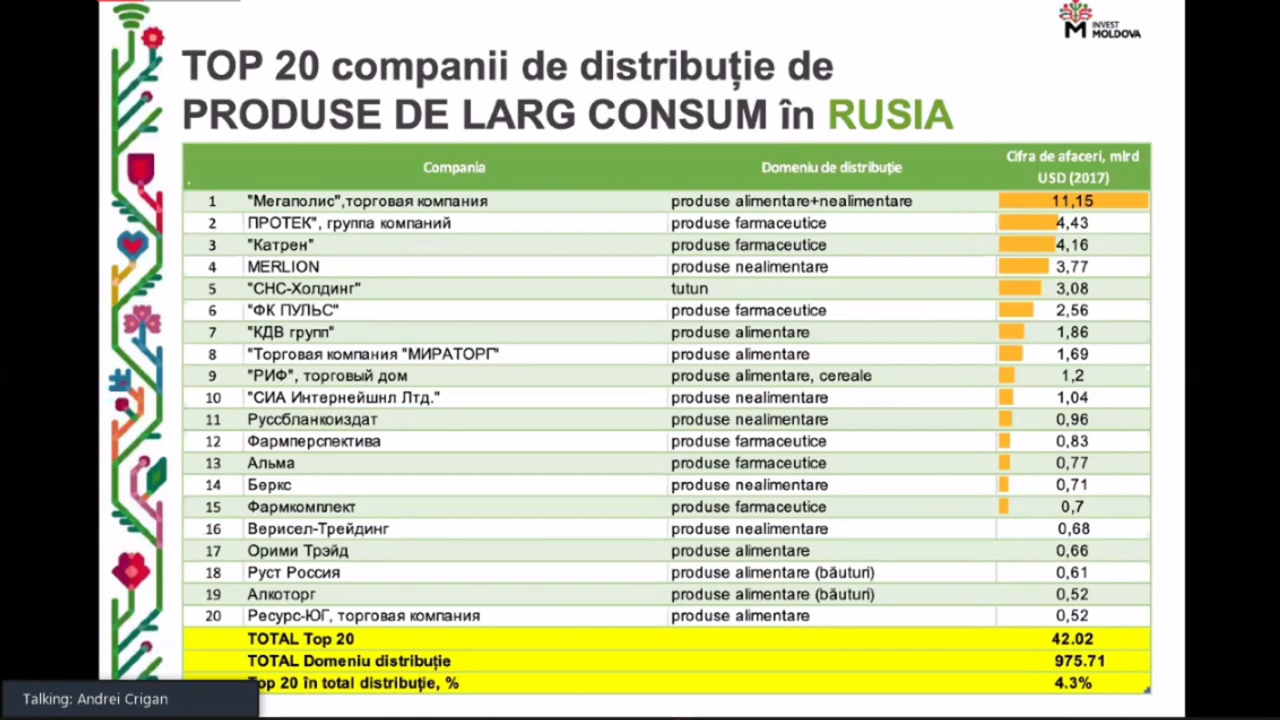 INVEST
MOLDOVA
TOP 20 companii de distribuție de
PRODUSE DE LARG CONSUM în RUSIA
Compania Domeniu de distribuție Cifra de afaceri, mlrd USD (2017)
1 "Мегаполис",торговая компания produse alimentare+nealimentare 11,15
2 ПРОТЕК", группа компаний produse farmaceutice 4,43
3 "Катрен" produse farmaceutice 4,16
4 MERLION produse nealimentare 3,77
5 "СНС-Холдинг" tutun 3,08
6 "ФК ПУЛЬС" produse farmaceutice 2,56
7 "КДВ групп" produse alimentare 1,86
8 "Торговая компания "МИРАТОРГ" produse alimentare 1,69
9 "РИФ", торговый дом produse alimentare, cereale 1,2
10 "СИА Интернейшнл Лтд." produse nealimentare 1,04
11 Руссбланкоиздат produse nealimentare 0,96
12 Фармперспектива produse farmaceutice 0,83
13 Альма produse farmaceutice 0,77
14 Беркс produse nealimentare 0,71
15 Фармкомплект produse farmaceutice 0,7
16 Верисел-Трейдинг produse nealimentare 0,68
17 Орими Трэйд produse alimentare 0,66
18 Руст Россия produse alimentare (băuturi) 0,61
19 Алкоторг produse alimentare (băuturi) 0,52
20 Ресурс-ЮГ, торговая компания produse alimentare 0,52
TOTAL Top 20 42.02
TOTAL Domeniu distribuție 975.71
Top 20 în total distribuție, % 4.3%
Talking: Andrei Crigan